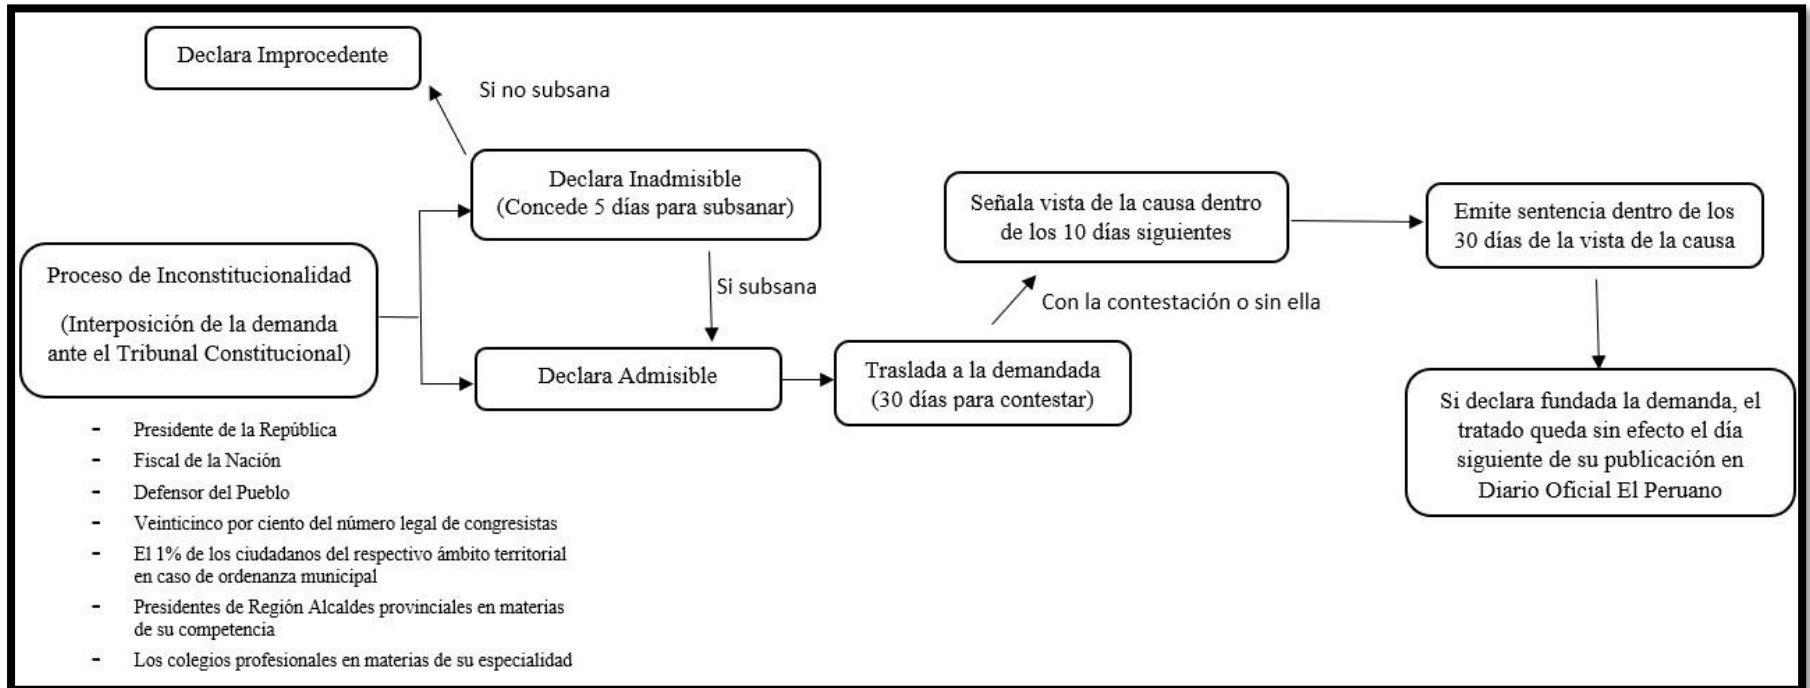 Declara Improcedente
Si no subsana
Declara Inadmisible
(Concede 5 días para subsanar)
Si subsana
Proceso de Inconstitucionalidad
(Interposición de la demanda
ante el Tribunal Constitucional)
Declara Admisible
Traslada a la demandada
(30 días para contestar)
Con la contestación o sin ella
Señala vista de la causa dentro
de los 10 días siguientes
Emite sentencia dentro de los
30 días de la vista de la causa
Si declara fundada la demanda, el
tratado queda sin efecto el día
siguiente de su publicación en
Diario Oficial El Peruano
- Presidente de la República
- Fiscal de la Nación
- Defensor del Pueblo
- Veinticinco por ciento del número legal de congresistas
- El 1% de los ciudadanos del respectivo ámbito territorial
en caso de ordenanza municipal
- Presidentes de Región Alcaldes provinciales en materias
de su competencia
- Los colegios profesionales en materias de su especialidad